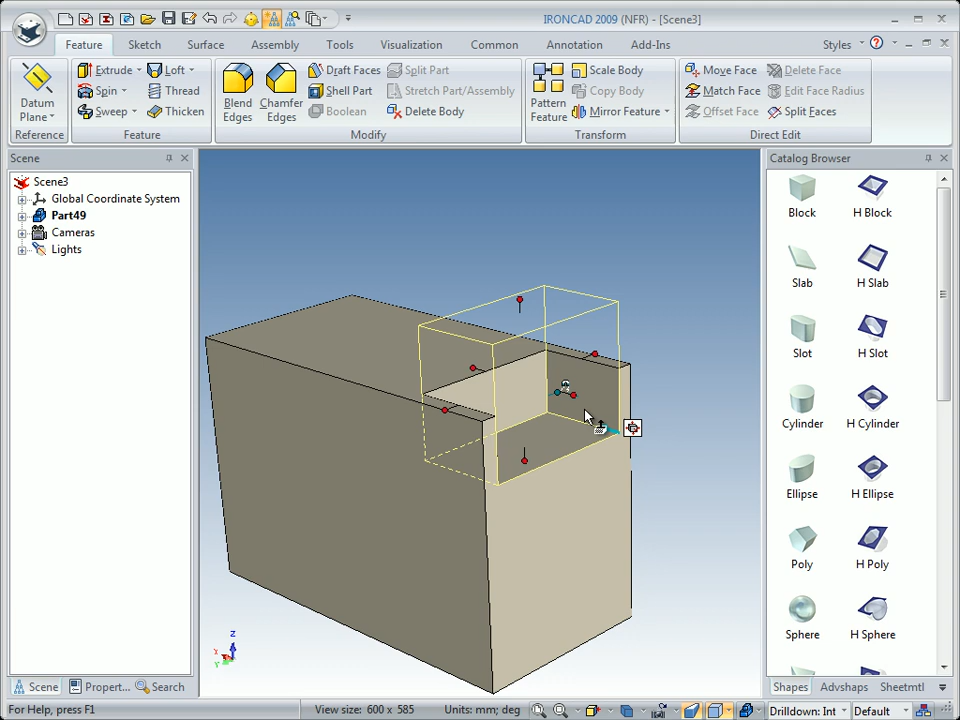 IRONCAD 2009 (NFR) - [Scene3]
Feature Sketch Surface Assembly Tools Visualization Common Annotation Add-Ins Styles
Datum Plane
Reference
Extrude Loft
Spin Thread
Sweep Thicken
Feature
Blend Edges
Chamfer Edges
Draft Faces Split Part
Shell Part Stretch Part/Assembly
Boolean Delete Body
Modify
Pattern Feature
Scale Body
Copy Body
Mirror Feature
Transform
Move Face Delete Face
Match Face Edit Face Radius
Offset Face Split Faces
Direct Edit
Scene
Scene3
Global Coordinate System
Part49
Cameras
Lights
Z
X
Y
Catalog Browser
Block H Block
Slab H Slab
Slot H Slot
Cylinder H Cylinder
Ellipse H Ellipse
Poly H Poly
Sphere H Sphere
Scene Propert... Search
Shapes Advshaps Sheetmtl
For Help, press F1 View size: 600 x 585 Units: mm; deg Drilldown: Int Default